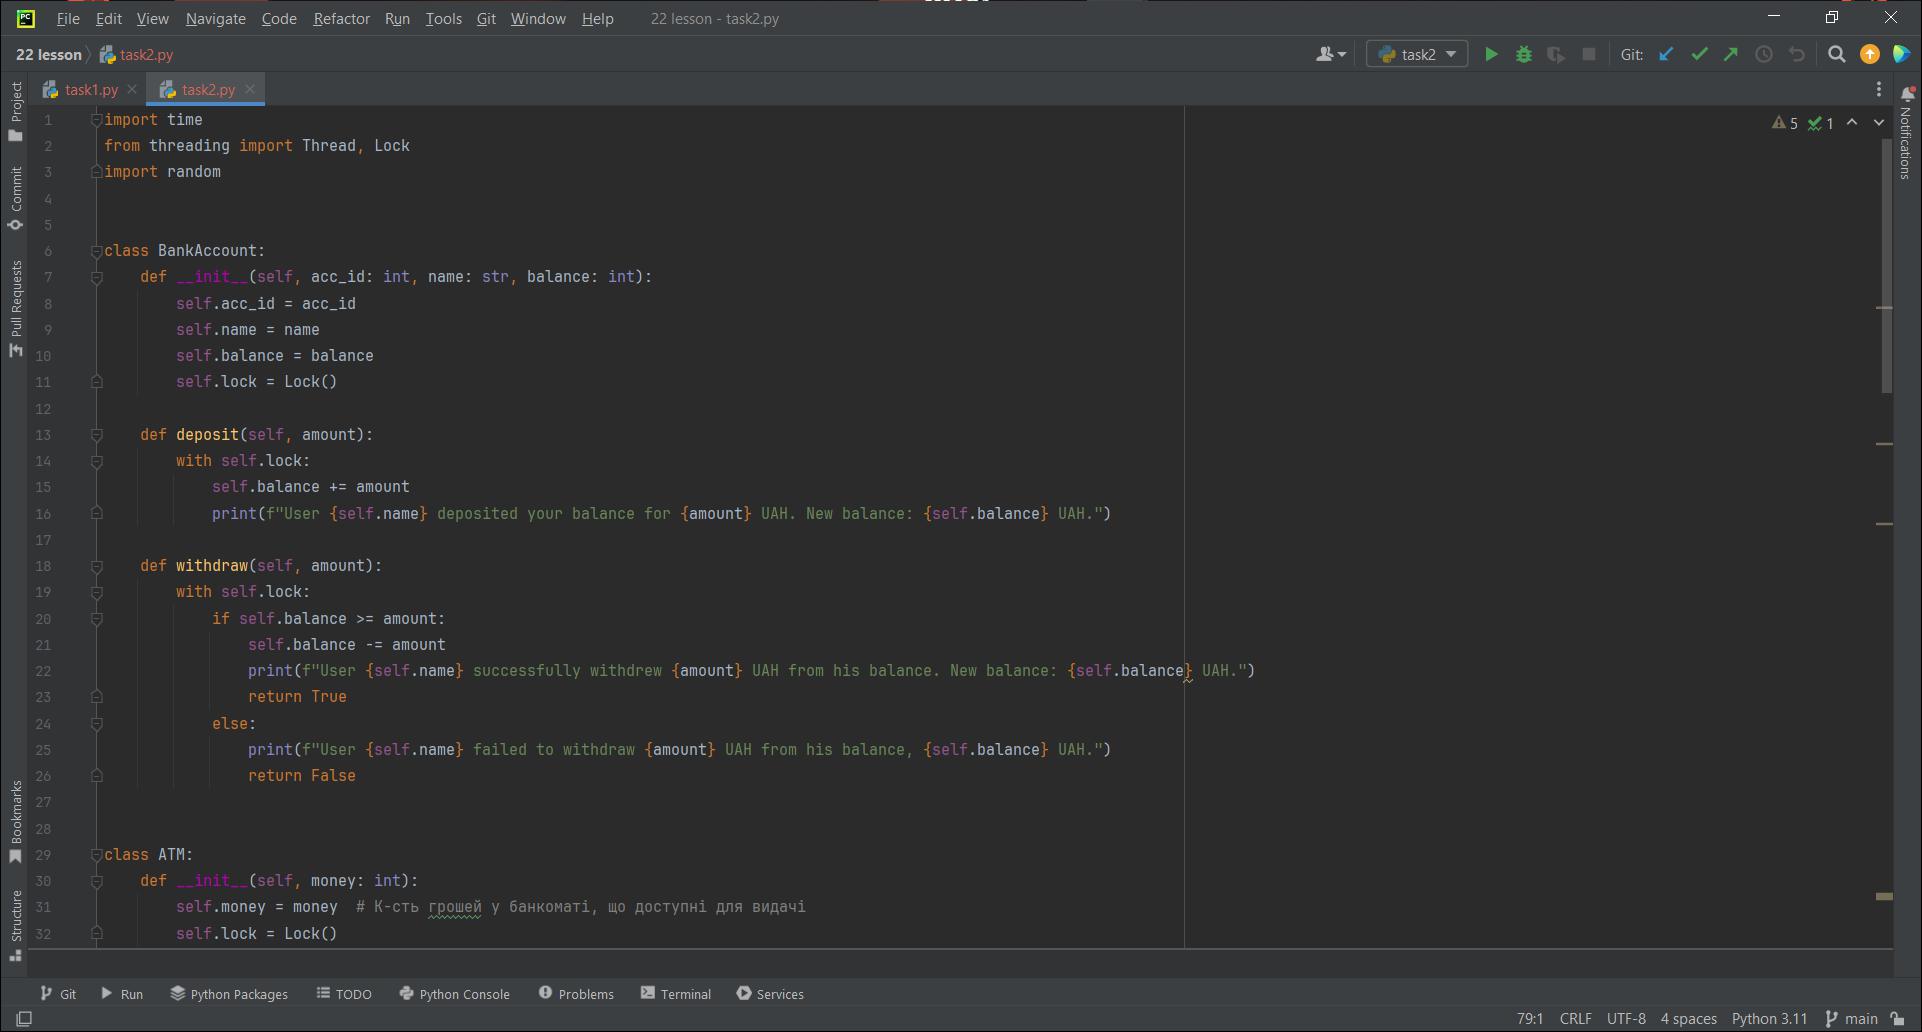 File Edit View Navigate Code Refactor Run Tools Git Window Help 22 lesson - task2.py
22 lesson task2.py task2 Git:
task1.py task2.py
Project
Commit
Pull Requests
Bookmarks
Structure
Notifications
5 1
1 import time
2 from threading import Thread, Lock
3 import random
4
5
6 class BankAccount:
7 def __init__(self, acc_id: int, name: str, balance: int):
8 self.acc_id = acc_id
9 self.name = name
10 self.balance = balance
11 self.lock = Lock()
12
13 def deposit(self, amount):
14 with self.lock:
15 self.balance += amount
16 print(f"User {self.name} deposited your balance for {amount} UAH. New balance: {self.balance} UAH.")
17
18 def withdraw(self, amount):
19 with self.lock:
20 if self.balance >= amount:
21 self.balance -= amount
22 print(f"User {self.name} successfully withdrew {amount} UAH from his balance. New balance: {self.balance} UAH.")
23 return True
24 else:
25 print(f"User {self.name} failed to withdraw {amount} UAH from his balance, {self.balance} UAH.")
26 return False
27
28
29 class ATM:
30 def __init__(self, money: int):
31 self.money = money # К-сть грошей у банкоматі, що доступні для видачі
32 self.lock = Lock()
Git Run Python Packages TODO Python Console Problems Terminal Services
79:1 CRLF UTF-8 4 spaces Python 3.11 main